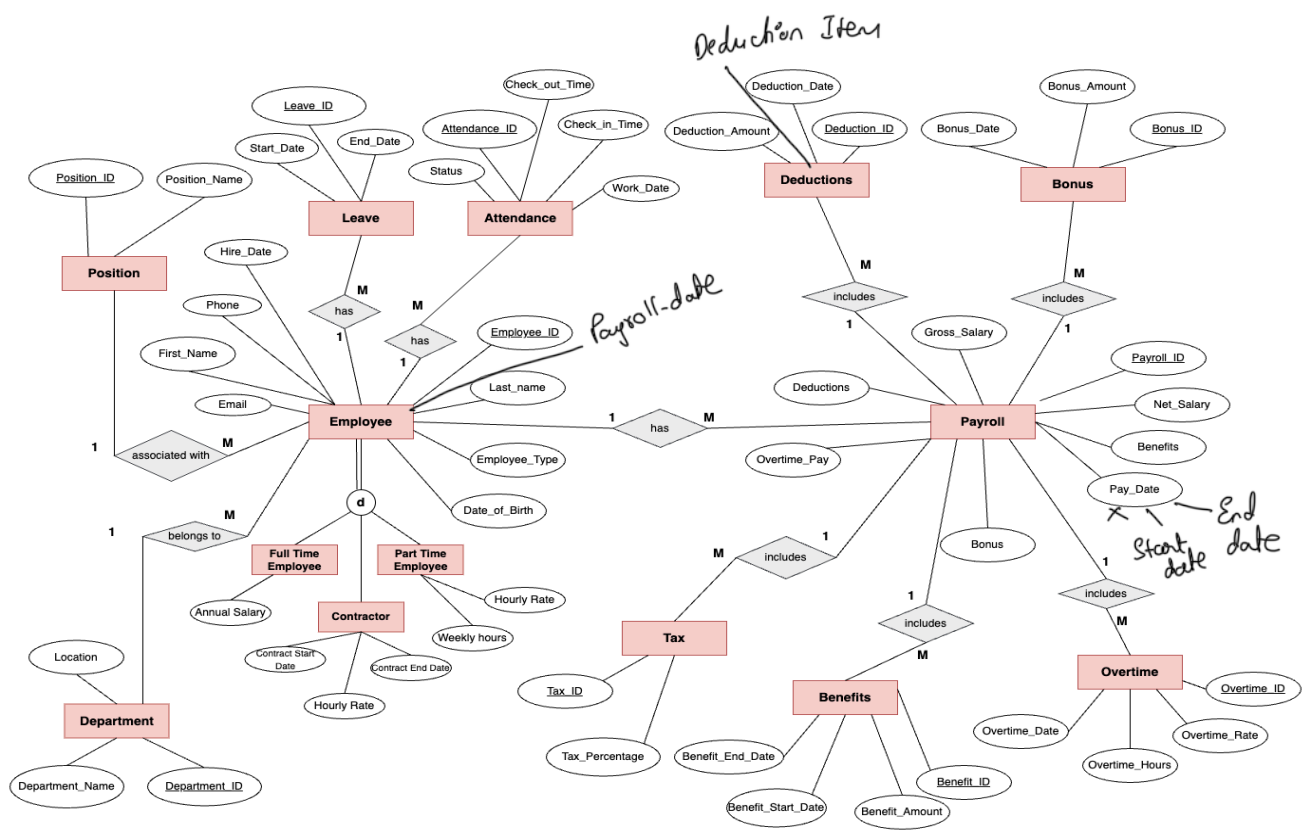 Deduction Item
Check_out_Time
Deduction_Date
Bonus_Amount
Leave_ID
Attendance_ID
Check_in_Time
Deduction_Amount
Deduction_ID
Bonus_Date
Bonus_ID
Start_Date
End_Date
Position_ID
Position_Name
Status
Work_Date
Deductions
Bonus
Leave
Attendance
Hire_Date
Position
M
M
M
includes
includes
Phone
has
M
Payroll-date
1
1
1
has
Employee_ID
Gross_Salary
First_Name
1
Payroll_ID
Last_name
Deductions
Email
Net_Salary
Employee
1
M
Payroll
has
1
M
associated with
Employee_Type
Overtime_Pay
Benefits
Pay_Date
d
Date_of_Birth
M
1
belongs to
x
Start
date
End
date
Bonus
1
Full Time
Employee
Part Time
Employee
M
includes
1
Annual Salary
Hourly Rate
1
includes
Contractor
Weekly hours
includes
M
Tax
M
Location
Contract Start
Date
Contract End Date
Overtime
Tax_ID
Benefits
Overtime_ID
Hourly Rate
Department
Overtime_Date
Overtime_Rate
Tax_Percentage
Benefit_End_Date
Overtime_Hours
Department_Name
Department_ID
Benefit_ID
Benefit_Start_Date
Benefit_Amount